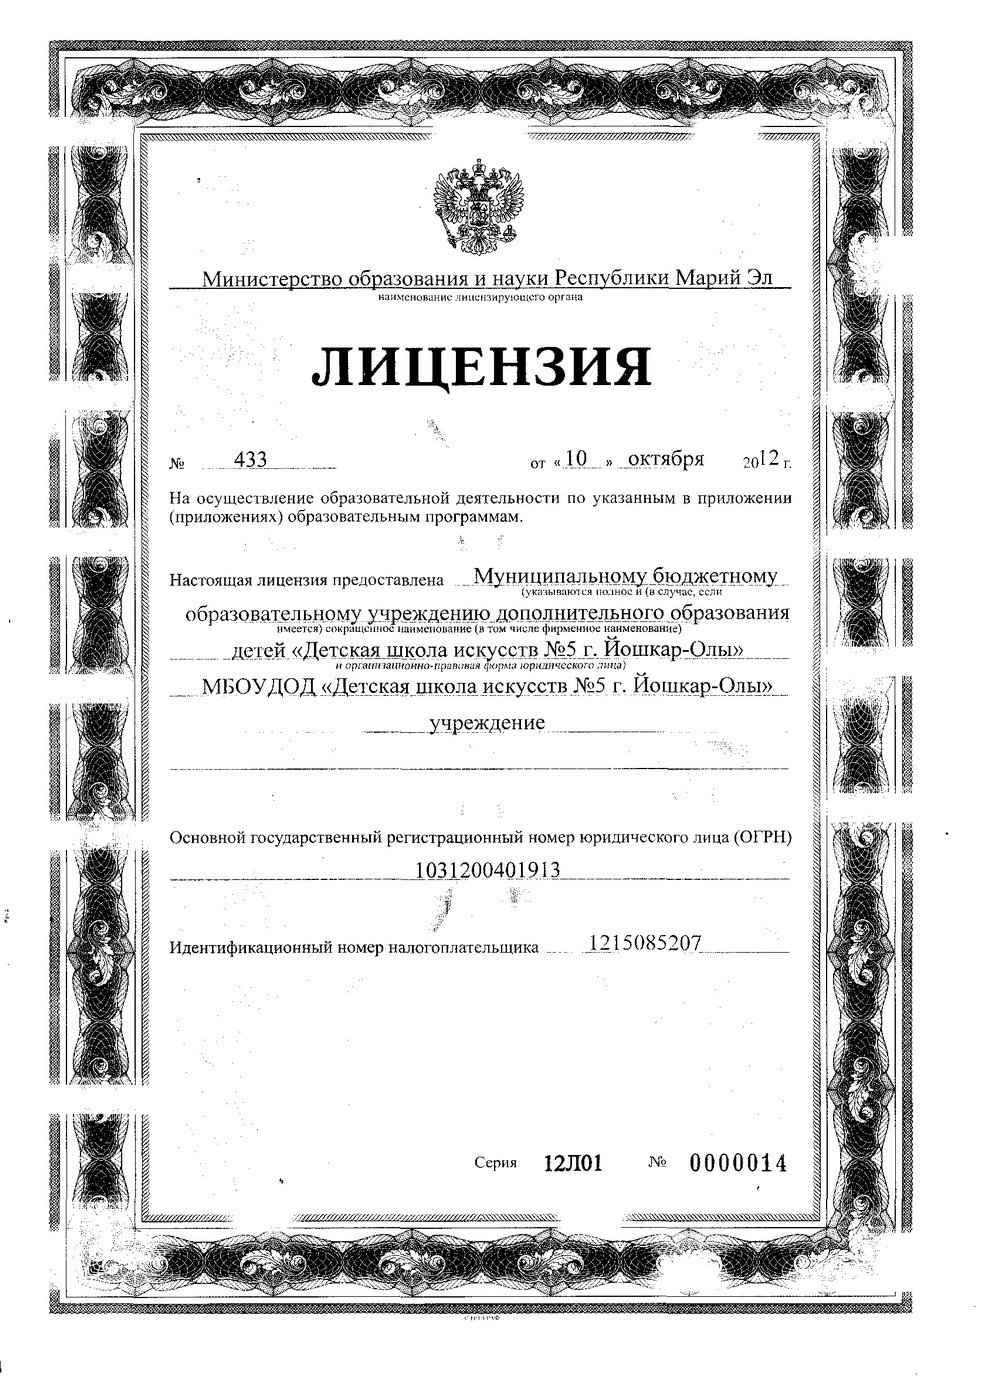 Министерство образования и науки Республики Марий Эл
наименование лицензирующего органа
ЛИЦЕНЗИЯ
№ 433 от « 10 » октября 2012 г.
На осуществление образовательной деятельности по указанным в приложении
(приложениях) образовательным программам.
Настоящая лицензия предоставлена Муниципальному бюджетному
(указываются полное и (в случае, если
образовательному учреждению дополнительного образования
имеется) сокращенное наименование (в том числе фирменное наименование)
детей «Детская школа искусств №5 г. Йошкар-Олы»
и организационно-правовая форма юридического лица)
МБОУДОД «Детская школа искусств №5 г. Йошкар-Олы»
учреждение
Основной государственный регистрационный номер юридического лица (ОГРН)
1031200401913
Идентификационный номер налогоплательщика 1215085207
Серия 12Л01 № 0000014